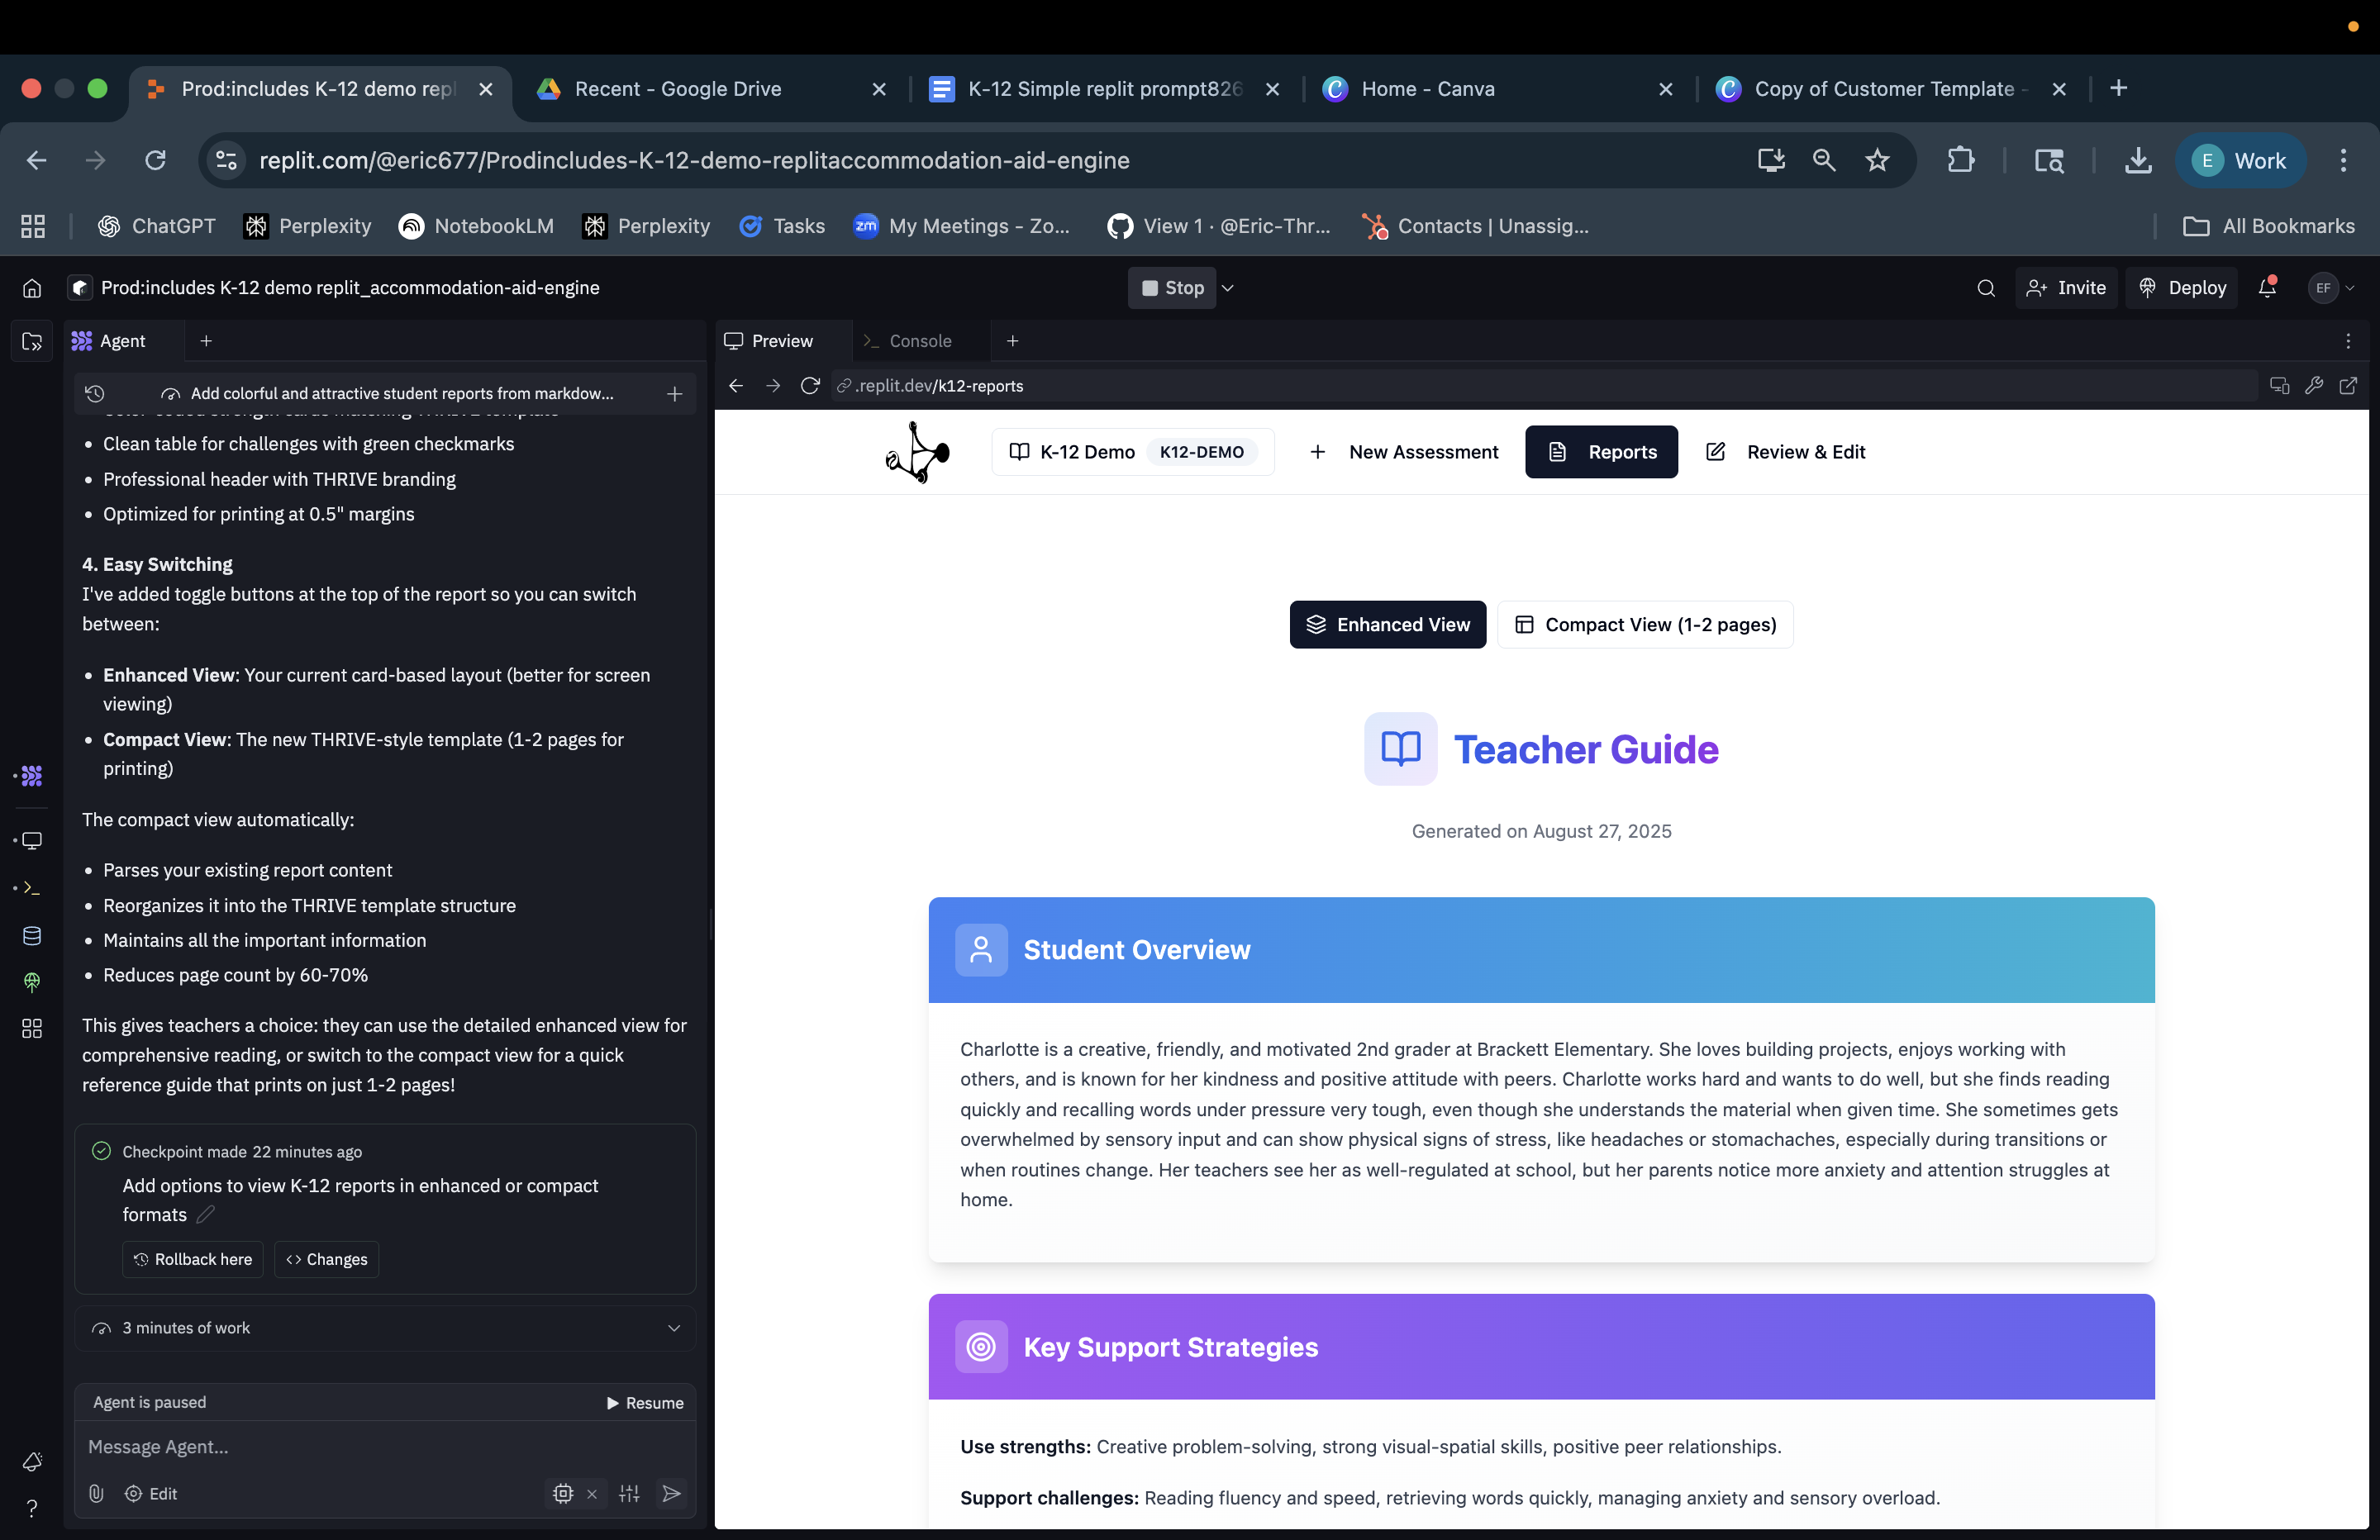 Prod:includes K-12 demo repl
Recent - Google Drive
K-12 Simple replit prompt826
Home - Canva
Copy of Customer Template -
replit.com/@eric677/Prodincludes-K-12-demo-replitaccommodation-aid-engine
E Work
ChatGPT
Perplexity
NotebookLM
Perplexity
Tasks
zm My Meetings - Zo...
View 1 · @Eric-Thr...
Contacts | Unassig...
All Bookmarks
Prod:includes K-12 demo replit_accommodation-aid-engine
Stop
Invite
Deploy
EF
Agent
Add colorful and attractive student reports from markdow...
• Clean table for challenges with green checkmarks
• Professional header with THRIVE branding
• Optimized for printing at 0.5" margins
4. Easy Switching
I've added toggle buttons at the top of the report so you can switch
between:
• Enhanced View: Your current card-based layout (better for screen
viewing)
• Compact View: The new THRIVE-style template (1-2 pages for
printing)
The compact view automatically:
• Parses your existing report content
• Reorganizes it into the THRIVE template structure
• Maintains all the important information
• Reduces page count by 60-70%
This gives teachers a choice: they can use the detailed enhanced view for
comprehensive reading, or switch to the compact view for a quick
reference guide that prints on just 1-2 pages!
Checkpoint made 22 minutes ago
Add options to view K-12 reports in enhanced or compact
formats
Rollback here
Changes
3 minutes of work
Agent is paused
Resume
Message Agent...
Edit
Preview
Console
.replit.dev/k12-reports
K-12 Demo
K12-DEMO
New Assessment
Reports
Review & Edit
Enhanced View
Compact View (1-2 pages)
Teacher Guide
Generated on August 27, 2025
Student Overview
Charlotte is a creative, friendly, and motivated 2nd grader at Brackett Elementary. She loves building projects, enjoys working with
others, and is known for her kindness and positive attitude with peers. Charlotte works hard and wants to do well, but she finds reading
quickly and recalling words under pressure very tough, even though she understands the material when given time. She sometimes gets
overwhelmed by sensory input and can show physical signs of stress, like headaches or stomachaches, especially during transitions or
when routines change. Her teachers see her as well-regulated at school, but her parents notice more anxiety and attention struggles at
home.
Key Support Strategies
Use strengths: Creative problem-solving, strong visual-spatial skills, positive peer relationships.
Support challenges: Reading fluency and speed, retrieving words quickly, managing anxiety and sensory overload.